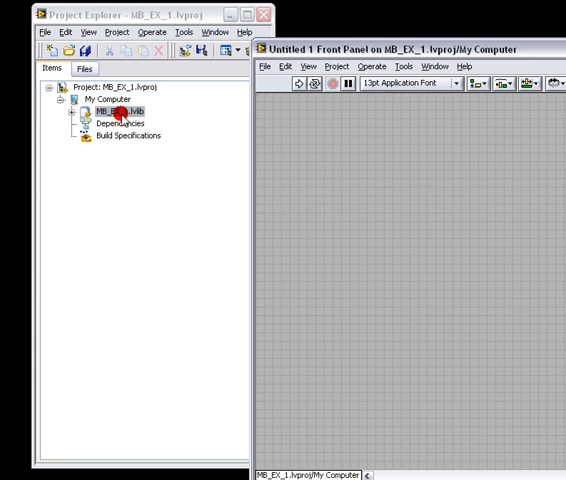 Project Explorer - MB_EX_1.lvproj
File Edit View Project Operate Tools Window Help
Items Files
Project: MB_EX_1.lvproj
My Computer
Dependencies
Build Specifications
Untitled 1 Front Panel on MB_EX_1.lvproj/My Computer
File Edit View Project Operate Tools Window Help
13pt Application Font
MB_EX_1.lvproj/My Computer